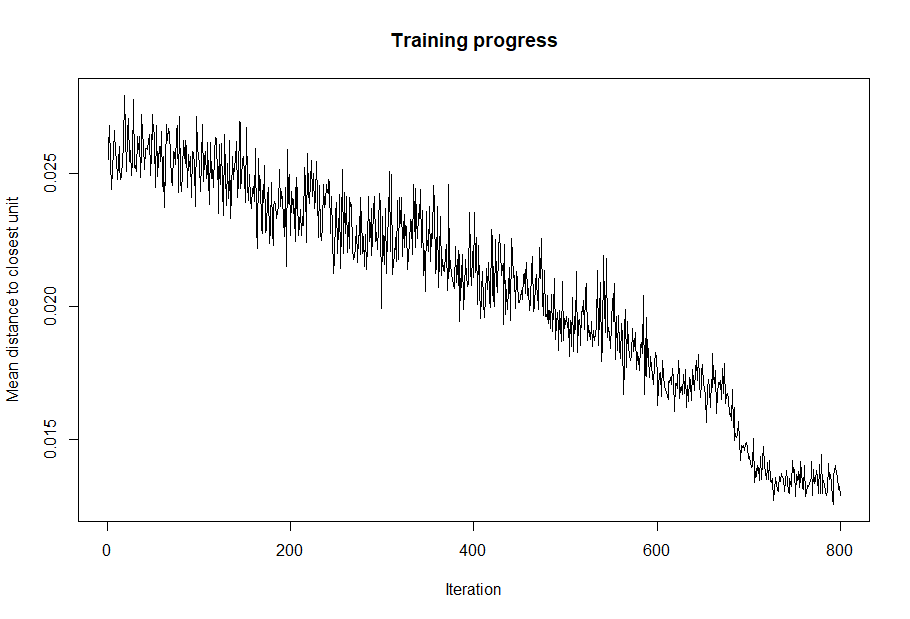 Training progress
Mean distance to closest unit
0.025
0.020
0.015
0 200 400 600 800
Iteration